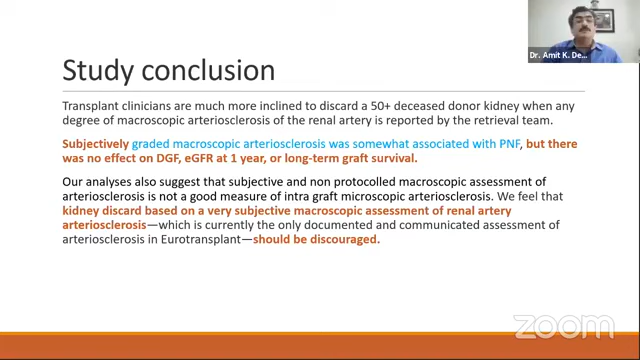 Dr. Amit K. De...
Study conclusion
Transplant clinicians are much more inclined to discard a 50+ deceased donor kidney when any
degree of macroscopic arteriosclerosis of the renal artery is reported by the retrieval team.
Subjectively graded macroscopic arteriosclerosis was somewhat associated with PNF, but there
was no effect on DGF, eGFR at 1 year, or long-term graft survival.
Our analyses also suggest that subjective and non protocolled macroscopic assessment of
arteriosclerosis is not a good measure of intra graft microscopic arteriosclerosis. We feel that
kidney discard based on a very subjective macroscopic assessment of renal artery
arteriosclerosis—which is currently the only documented and communicated assessment of
arteriosclerosis in Eurotransplant—should be discouraged.
zoom